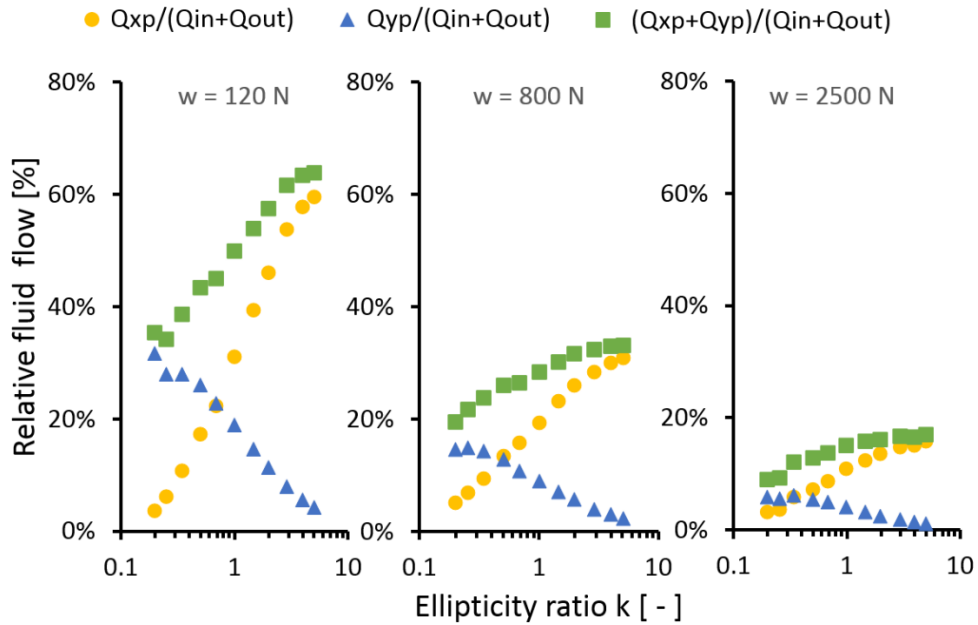 Qxp/(Qin+Qout) Qyp/(Qin+Qout) (Qxp+Qyp)/(Qin+Qout)
Relative fluid flow [%]
80% 80% 80%
w = 120 N w = 800 N w = 2500 N
60% 60% 60%
40% 40% 40%
20% 20% 20%
0% 0% 0%
0.1 1 10 0.1 1 10 0.1 1 10
Ellipticity ratio k [ - ]